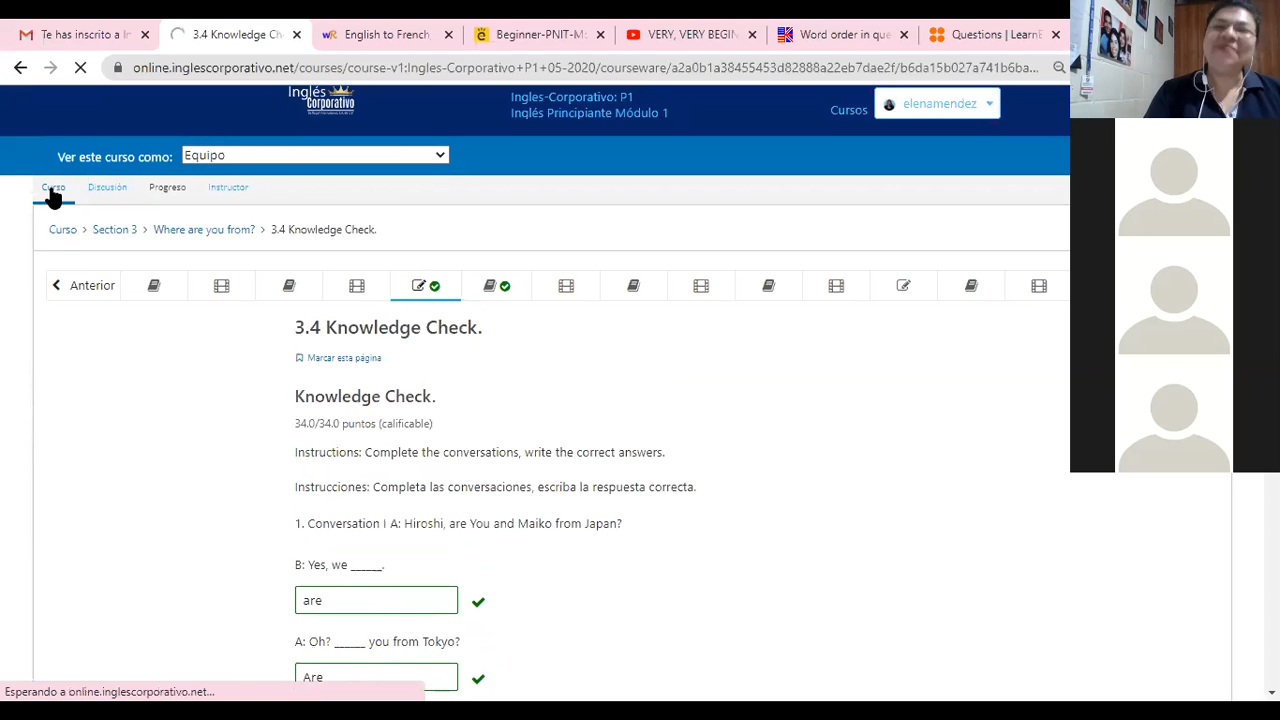 Te has inscrito a In
3.4 Knowledge Ch
English to French
Beginner-PNIT-Mo
VERY, VERY BEGIN
Word order in que
Questions | LearnE
online.inglescorporativo.net/courses/course-v1:Ingles-Corporativo+P1+05-2020/courseware/a2a0b1a38455453d82888a22eb7dae2f/b6da15b027a741b6ba...
Inglés
Corporativo
Ingles-Corporativo: P1
Inglés Principiante Módulo 1
Cursos
elenamendez
Ver este curso como:
Equipo
Curso
Discusión
Progreso
Instructor
Curso > Section 3 > Where are you from? > 3.4 Knowledge Check.
Anterior
3.4 Knowledge Check.
Marcar esta página
Knowledge Check.
34.0/34.0 puntos (calificable)
Instructions: Complete the conversations, write the correct answers.
Instrucciones: Completa las conversaciones, escriba la respuesta correcta.
1. Conversation I A: Hiroshi, are You and Maiko from Japan?
B: Yes, we ______.
are
A: Oh? ______ you from Tokyo?
Are
Esperando a online.inglescorporativo.net...